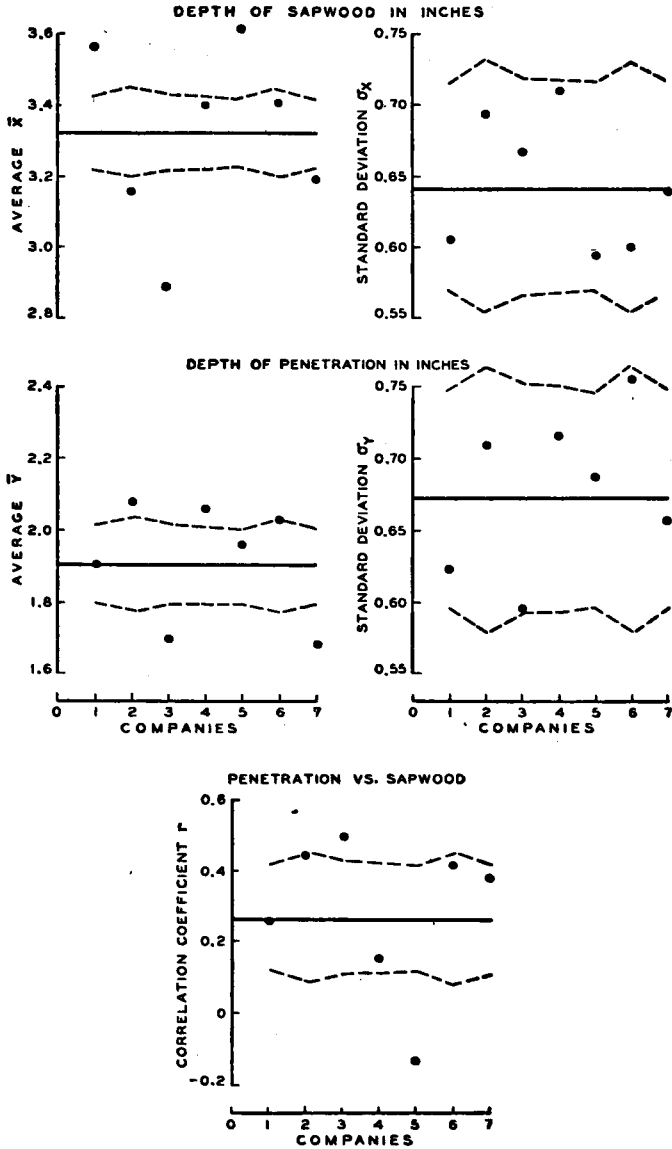 DEPTH OF SAPWOOD IN INCHES
AVERAGE X̄
3.6
3.4
3.2
3.0
2.8
STANDARD DEVIATION σX
0.75
0.70
0.65
0.60
0.55
DEPTH OF PENETRATION IN INCHES
AVERAGE Ȳ
2.4
2.2
2.0
1.8
1.6
0 1 2 3 4 5 6 7
COMPANIES
STANDARD DEVIATION σY
0.75
0.70
0.65
0.60
0.55
0 1 2 3 4 5 6 7
COMPANIES
PENETRATION VS. SAPWOOD
CORRELATION COEFFICIENT r
0.6
0.4
0.2
0
-0.2
0 1 2 3 4 5 6 7
COMPANIES